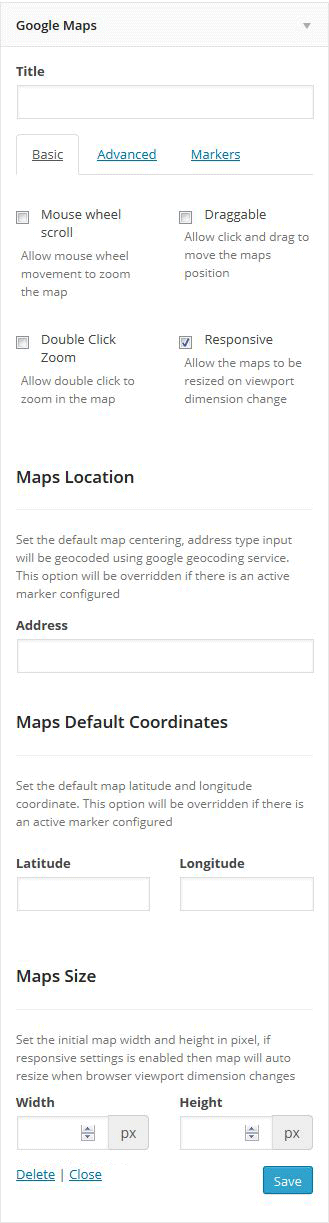 Google Maps
Title
Basic Advanced Markers
Mouse wheel scroll
Allow mouse wheel
movement to zoom
the map
Draggable
Allow click and drag to
move the maps
position
Double Click
Zoom
Allow double click to
zoom in the map
Responsive
Allow the maps to be
resized on viewport
dimension change
Maps Location
Set the default map centering, address type input
will be geocoded using google geocoding service.
This option will be overridden if there is an active
marker configured
Address
Maps Default Coordinates
Set the default map latitude and longitude
coordinate. This option will be overridden if there is
an active marker configured
Latitude Longitude
Maps Size
Set the initial map width and height in pixel, if
responsive settings is enabled then map will auto
resize when browser viewport dimension changes
Width Height
px px
Delete | Close Save